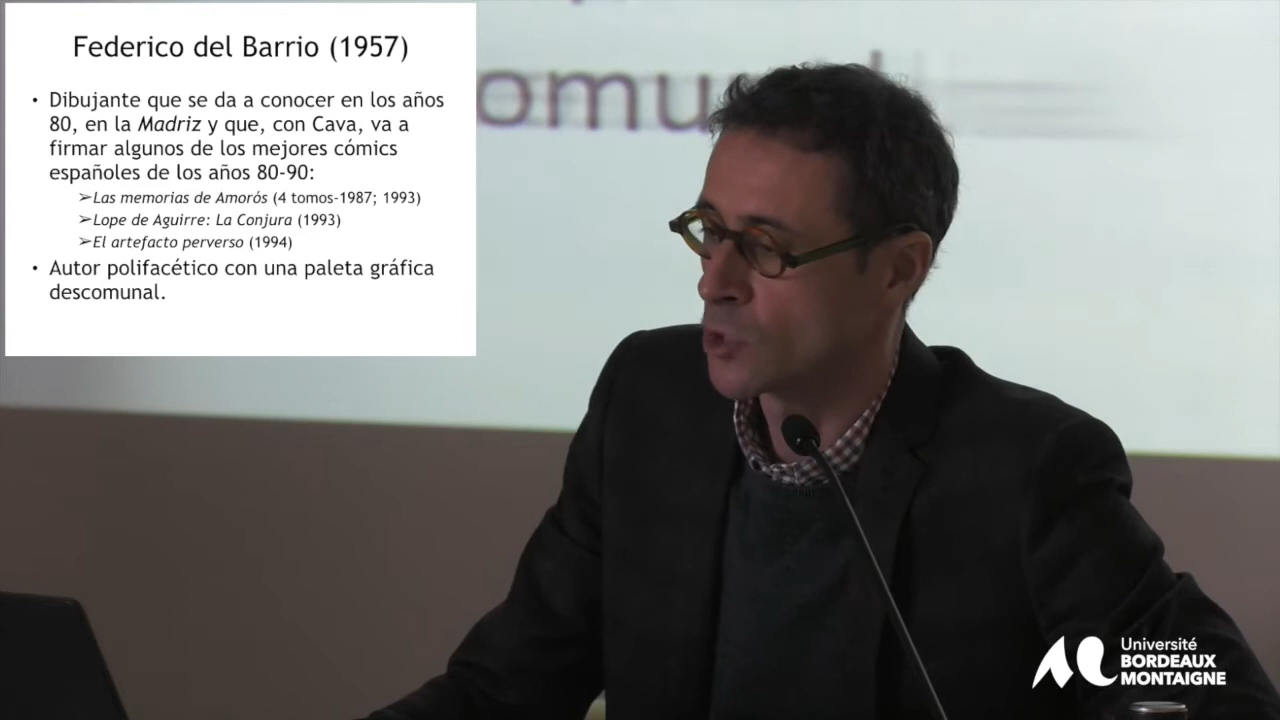 Federico del Barrio (1957)
• Dibujante que se da a conocer en los años
80, en la Madriz y que, con Cava, va a
firmar algunos de los mejores cómics
españoles de los años 80-90:
➢Las memorias de Amorós (4 tomos-1987; 1993)
➢Lope de Aguirre: La Conjura (1993)
➢El artefacto perverso (1994)
• Autor polifacético con una paleta gráfica
descomunal.
omunal
Université
BORDEAUX
MONTAIGNE